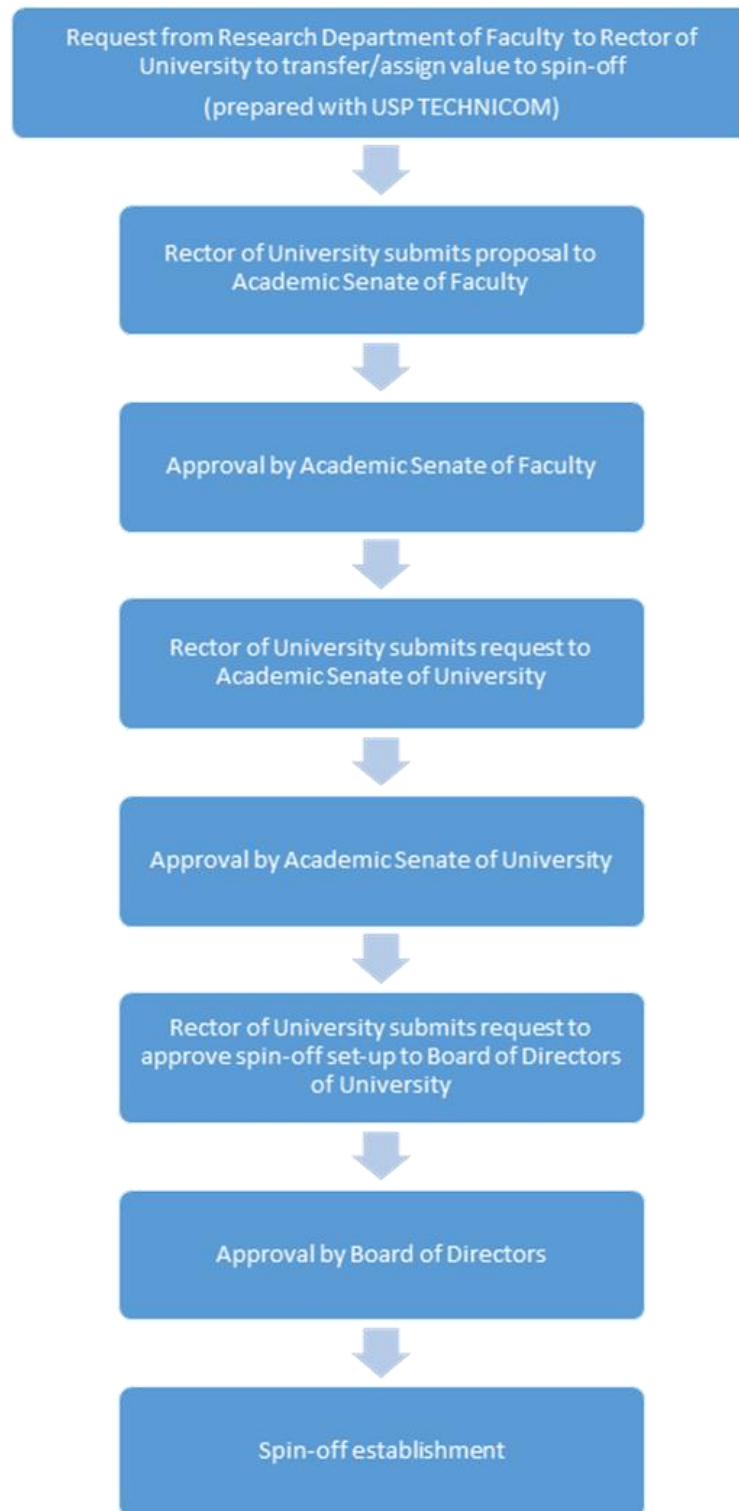 Request from Research Department of Faculty to Rector of
University to transfer/assign value to spin-off
(prepared with USP TECHNICOM)
Rector of University submits proposal to
Academic Senate of Faculty
Approval by Academic Senate of Faculty
Rector of University submits request to
Academic Senate of University
Approval by Academic Senate of University
Rector of University submits request to
approve spin-off set-up to Board of Directors
of University
Approval by Board of Directors
Spin-off establishment